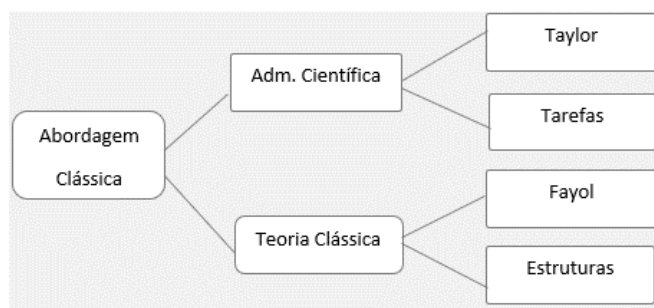 Abordagem
Clássica
Adm. Científica
Teoria Clássica
Taylor
Tarefas
Fayol
Estruturas